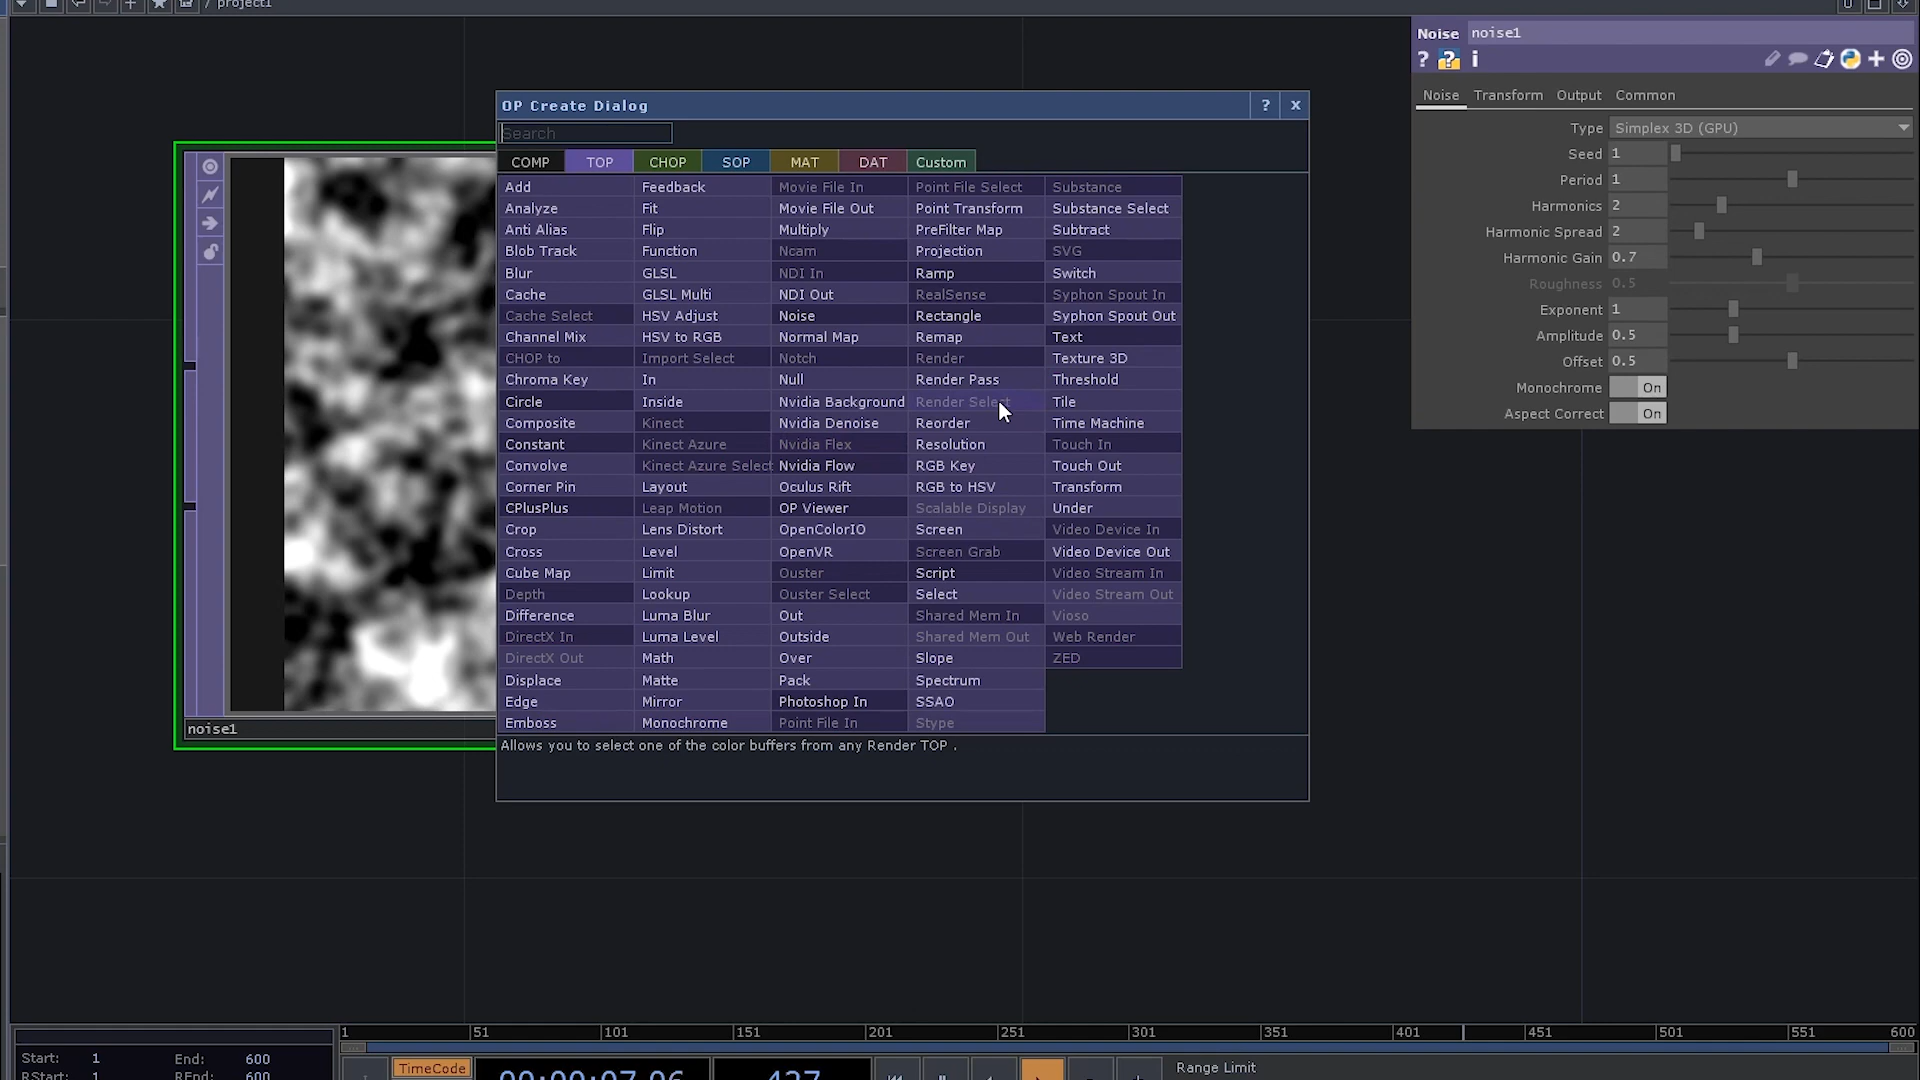 / project1
Noise noise1
? ? i
Noise Transform Output Common
Type Simplex 3D (GPU)
Seed 1
Period 1
Harmonics 2
Harmonic Spread 2
Harmonic Gain 0.7
Roughness 0.5
Exponent 1
Amplitude 0.5
Offset 0.5
Monochrome On
Aspect Correct On
OP Create Dialog ? x
Search
COMP TOP CHOP SOP MAT DAT Custom
Add Feedback Movie File In Point File Select Substance
Analyze Fit Movie File Out Point Transform Substance Select
Anti Alias Flip Multiply PreFilter Map Subtract
Blob Track Function Ncam Projection SVG
Blur GLSL NDI In Ramp Switch
Cache GLSL Multi NDI Out RealSense Syphon Spout In
Cache Select HSV Adjust Noise Rectangle Syphon Spout Out
Channel Mix HSV to RGB Normal Map Remap Text
CHOP to Import Select Notch Render Texture 3D
Chroma Key In Null Render Pass Threshold
Circle Inside Nvidia Background Render Select Tile
Composite Kinect Nvidia Denoise Reorder Time Machine
Constant Kinect Azure Nvidia Flex Resolution Touch In
Convolve Kinect Azure Select Nvidia Flow RGB Key Touch Out
Corner Pin Layout Oculus Rift RGB to HSV Transform
CPlusPlus Leap Motion OP Viewer Scalable Display Under
Crop Lens Distort OpenColorIO Screen Video Device In
Cross Level OpenVR Screen Grab Video Device Out
Cube Map Limit Ouster Script Video Stream In
Depth Lookup Ouster Select Select Video Stream Out
Difference Luma Blur Out Shared Mem In Vioso
DirectX In Luma Level Outside Shared Mem Out Web Render
DirectX Out Math Over Slope ZED
Displace Matte Pack Spectrum
Edge Mirror Photoshop In SSAO
Emboss Monochrome Point File In Stype
Allows you to select one of the color buffers from any Render TOP .
noise1
1 51 101 151 201 251 301 351 401 451 501 551 600
Start: 1 End: 600
RStart: 1 REnd: 600
TimeCode 00:00:07.06 427 Range Limit